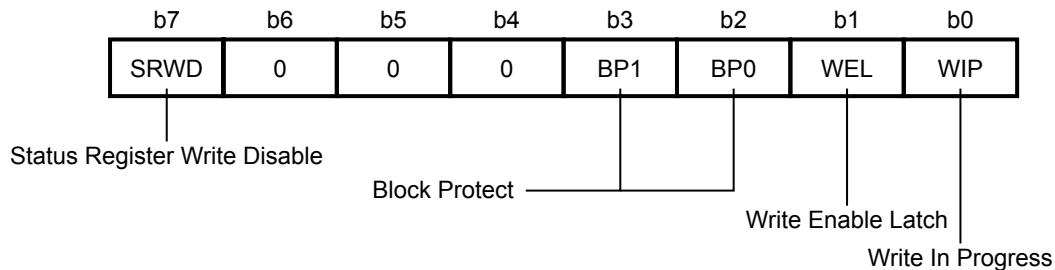 b7 b6 b5 b4 b3 b2 b1 b0
SRWD 0 0 0 BP1 BP0 WEL WIP
Status Register Write Disable
Block Protect
Write Enable Latch
Write In Progress